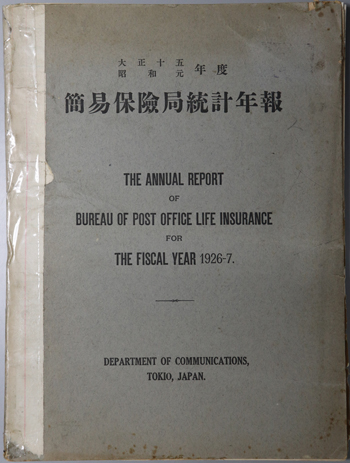 大正十五
昭和元 年度
簡易保險局統計年報
THE ANNUAL REPORT
OF
BUREAU OF POST OFFICE LIFE INSURANCE
FOR
THE FISCAL YEAR 1926-7.
DEPARTMENT OF COMMUNICATIONS,
TOKIO, JAPAN.